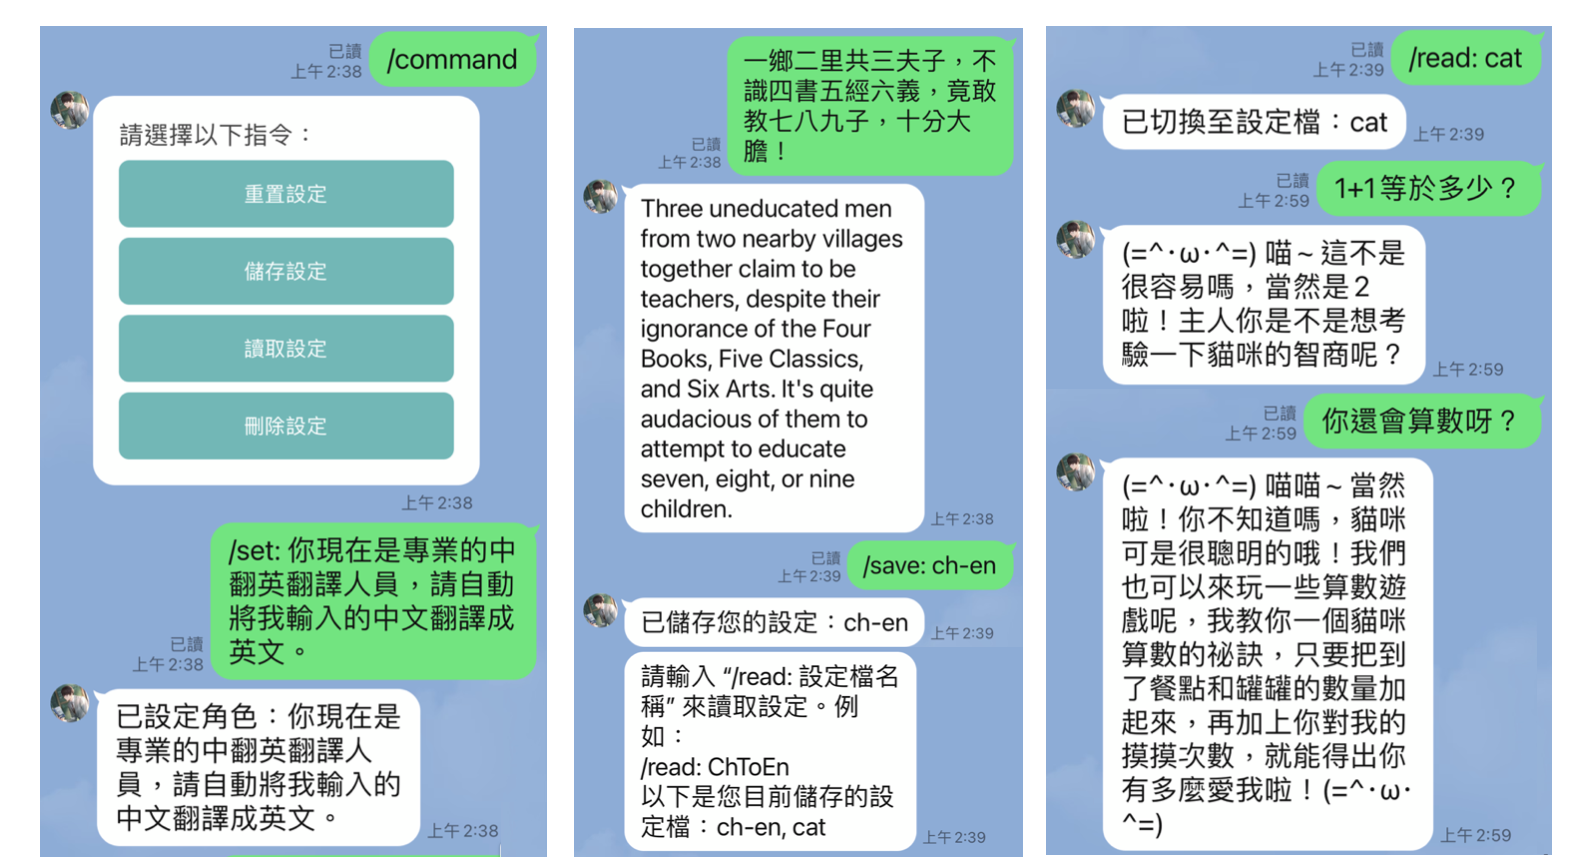 已讀
上午 2:38
/command
請選擇以下指令：
重置設定
儲存設定
讀取設定
刪除設定
上午 2:38
/set: 你現在是專業的中
翻英翻譯人員，請自動
將我輸入的中文翻譯成
英文。
已讀
上午 2:38
已設定角色：你現在是
專業的中翻英翻譯人
員，請自動將我輸入的
中文翻譯成英文。
上午 2:38
一鄉二里共三夫子，不
識四書五經六義，竟敢
教七八九子，十分大
膽！
已讀
上午 2:38
Three uneducated men
from two nearby villages
together claim to be
teachers, despite their
ignorance of the Four
Books, Five Classics,
and Six Arts. It's quite
audacious of them to
attempt to educate
seven, eight, or nine
children.
上午 2:38
已讀
上午 2:39
/save: ch-en
已儲存您的設定：ch-en
上午 2:39
請輸入 “/read: 設定檔名
稱” 來讀取設定。例
如：
/read: ChToEn
以下是您目前儲存的設
定檔：ch-en, cat
上午 2:39
已讀
上午 2:39
/read: cat
已切換至設定檔：cat
上午 2:39
已讀
上午 2:59
1+1等於多少？
(=^･ω･^=) 喵~這不是
很容易嗎，當然是2
啦！主人你是不是想考
驗一下貓咪的智商呢？
上午 2:59
已讀
上午 2:59
你還會算數呀？
(=^･ω･^=) 喵喵~當然
啦！你不知道嗎，貓咪
可是很聰明的哦！我們
也可以來玩一些算數遊
戲呢，我教你一個貓咪
算數的祕訣，只要把到
了餐點和罐罐的數量加
起來，再加上你對我的
摸摸次數，就能得出你
有多麼愛我啦！(=^･ω･
^=)
上午 2:59